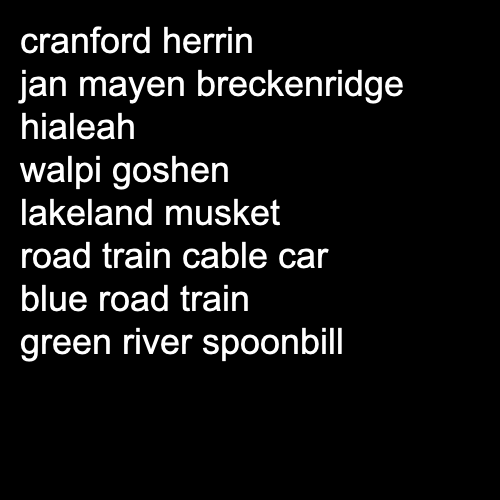 cranford herrin
jan mayen breckenridge
hialeah
walpi goshen
lakeland musket
road train cable car
blue road train
green river spoonbill